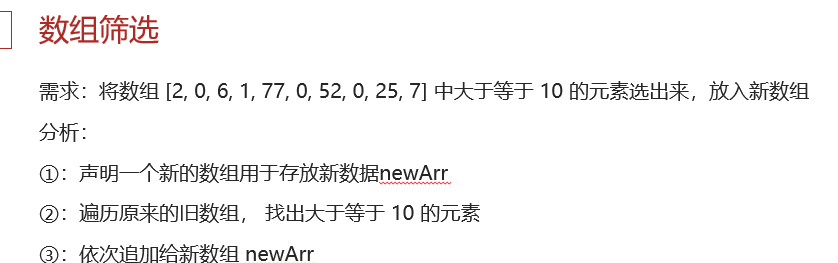 数组筛选
需求：将数组 [2, 0, 6, 1, 77, 0, 52, 0, 25, 7] 中大于等于 10 的元素选出来，放入新数组
分析：
①：声明一个新的数组用于存放新数据newArr
②：遍历原来的旧数组， 找出大于等于 10 的元素
③：依次追加给新数组 newArr